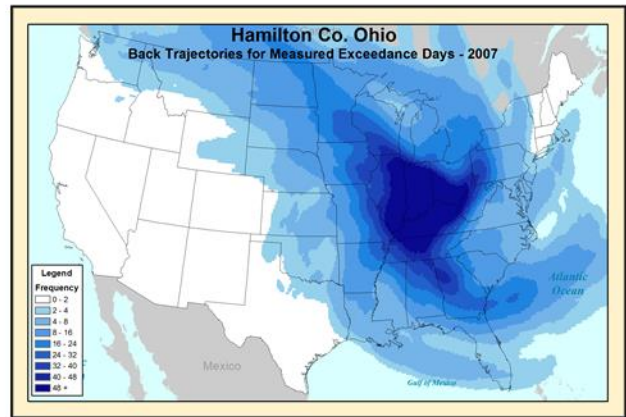 Hamilton Co. Ohio
Back Trajectories for Measured Exceedance Days - 2007
Atlantic
Ocean
Legend
Frequency
0 - 2
2 - 4
4 - 8
8 - 16
16 - 24
24 - 32
32 - 40
40 - 48
48 +
Mexico
Gulf of Mexico